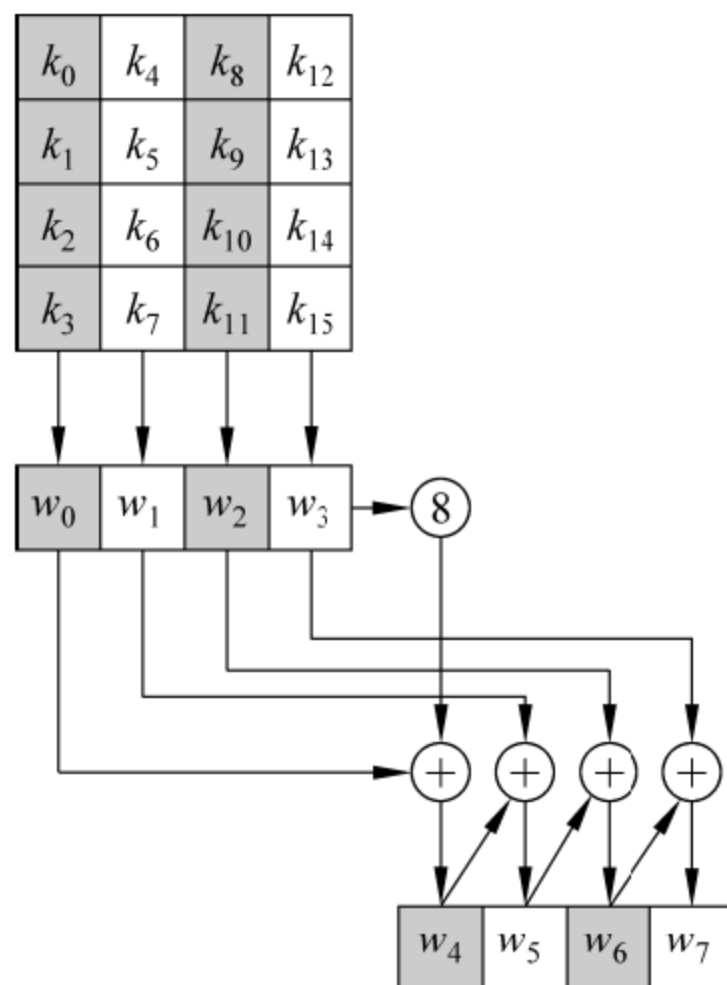 k₀ k₄ k₈ k₁₂
k₁ k₅ k₉ k₁₃
k₂ k₆ k₁₀ k₁₄
k₃ k₇ k₁₁ k₁₅
w₀ w₁ w₂ w₃ 8
+ + + +
w₄ w₅ w₆ w₇